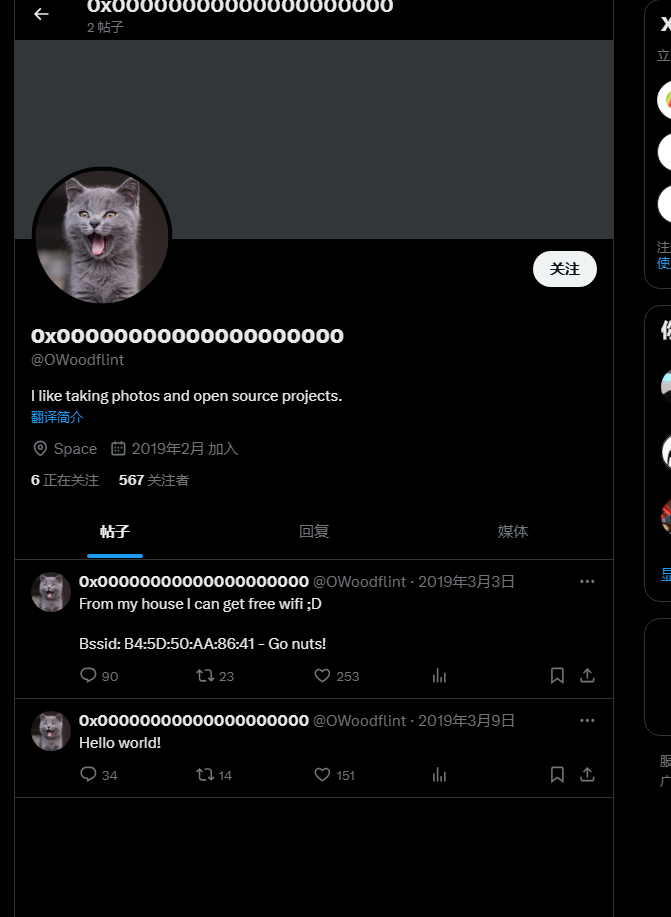 0x00000000000000000000
2 帖子
关注
0x00000000000000000000
@OWoodflint
I like taking photos and open source projects.
翻译简介
Space 2019年2月 加入
6 正在关注 567 关注者
帖子 回复 媒体
0x00000000000000000000 @OWoodflint · 2019年3月3日
From my house I can get free wifi ;D
Bssid: B4:5D:50:AA:86:41 - Go nuts!
90 23 253
0x00000000000000000000 @OWoodflint · 2019年3月9日
Hello world!
34 14 151
X
立
注
使